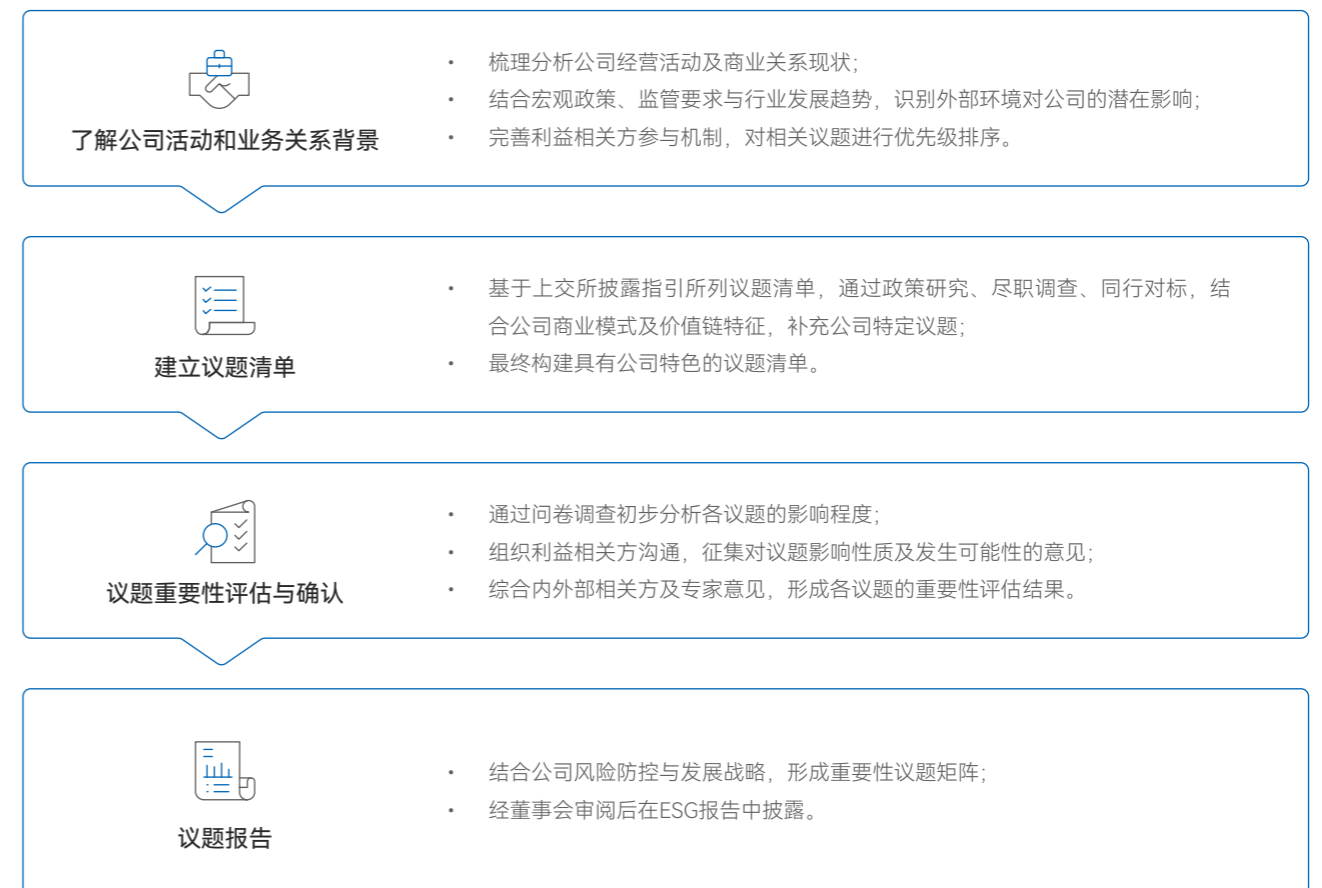 了解公司活动和业务关系背景
• 梳理分析公司经营活动及商业关系现状；
• 结合宏观政策、监管要求与行业发展趋势，识别外部环境对公司的潜在影响；
• 完善利益相关方参与机制，对相关议题进行优先级排序。
建立议题清单
• 基于上交所披露指引所列议题清单，通过政策研究、尽职调查、同行对标，结
合公司商业模式及价值链特征，补充公司特定议题；
• 最终构建具有公司特色的议题清单。
议题重要性评估与确认
• 通过问卷调查初步分析各议题的影响程度；
• 组织利益相关方沟通，征集对议题影响性质及发生可能性的意见；
• 综合内外部相关方及专家意见，形成各议题的重要性评估结果。
议题报告
• 结合公司风险防控与发展战略，形成重要性议题矩阵；
• 经董事会审阅后在ESG报告中披露。